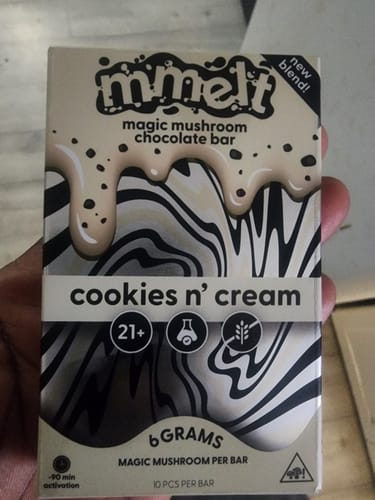 mmelt
new
blend!
magic mushroom
chocolate bar
cookies n' cream
21+
6 GRAMS
MAGIC MUSHROOM PER BAR
~90 min
activation
10 PCS PER BAR